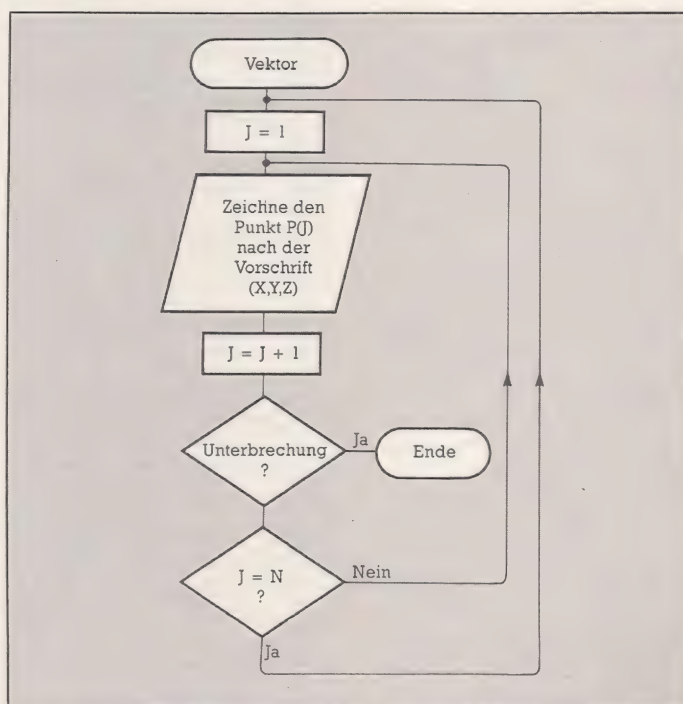 Vektor
J = 1
Zeichne den
Punkt P(J)
nach der
Vorschrift
(X,Y,Z)
J = J + 1
Unterbrechung
?
Ja
Ende
J = N
?
Nein
Ja